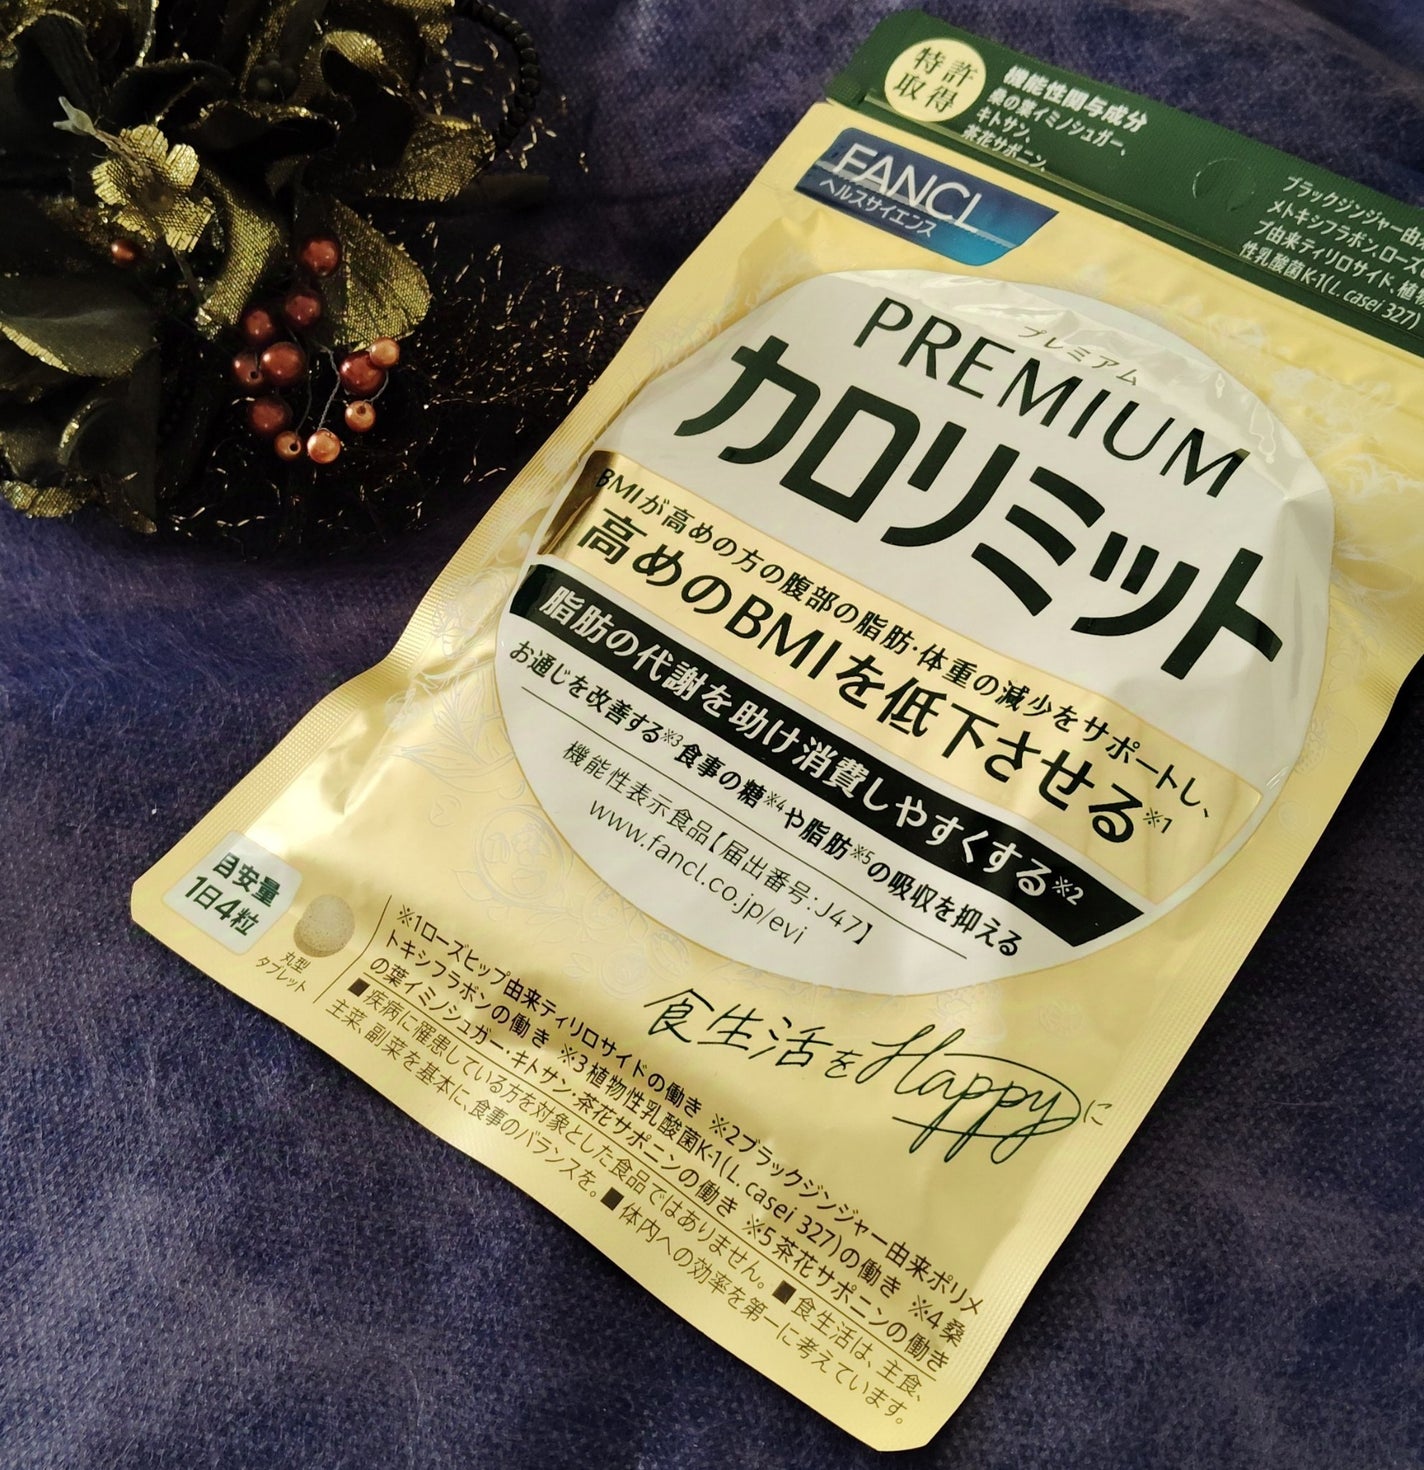 特許
取得
機能性関与成分
桑の葉イミノシュガー、
キトサン、
茶花サポニン、
ブラックジンジャー由
メトキシフラボン、ローズ
プ由来ティリロサイド、植
性乳酸菌K-1(L. casei 327)
FANCL
ヘルスサイエンス
プレミアム
PREMIUM
カロリミット
BMIが高めの方の腹部の脂肪・体重の減少をサポートし、
高めのBMIを低下させる※1
脂肪の代謝を助け消費しやすくする※2
お通じを改善する※3食事の糖※4や脂肪※5の吸収を抑える
機能性表示食品【届出番号:J47】
www.fancl.co.jp/evi
食生活をHappyに
目安量
1日4粒
丸型
タブレット
※1ローズヒップ由来ティリロサイドの働き ※2ブラックジンジャー由来ポリメ
トキシフラボンの働き ※3植物性乳酸菌K-1(L. casei 327)の働き ※4桑
の葉イミノシュガー・キトサン・茶花サポニンの働き ※5茶花サポニンの働き
■疾病に罹患している方を対象とした食品ではありません。■食生活は、主食、
主菜、副菜を基本に、食事のバランスを。■体内への効率を第一に考えています。